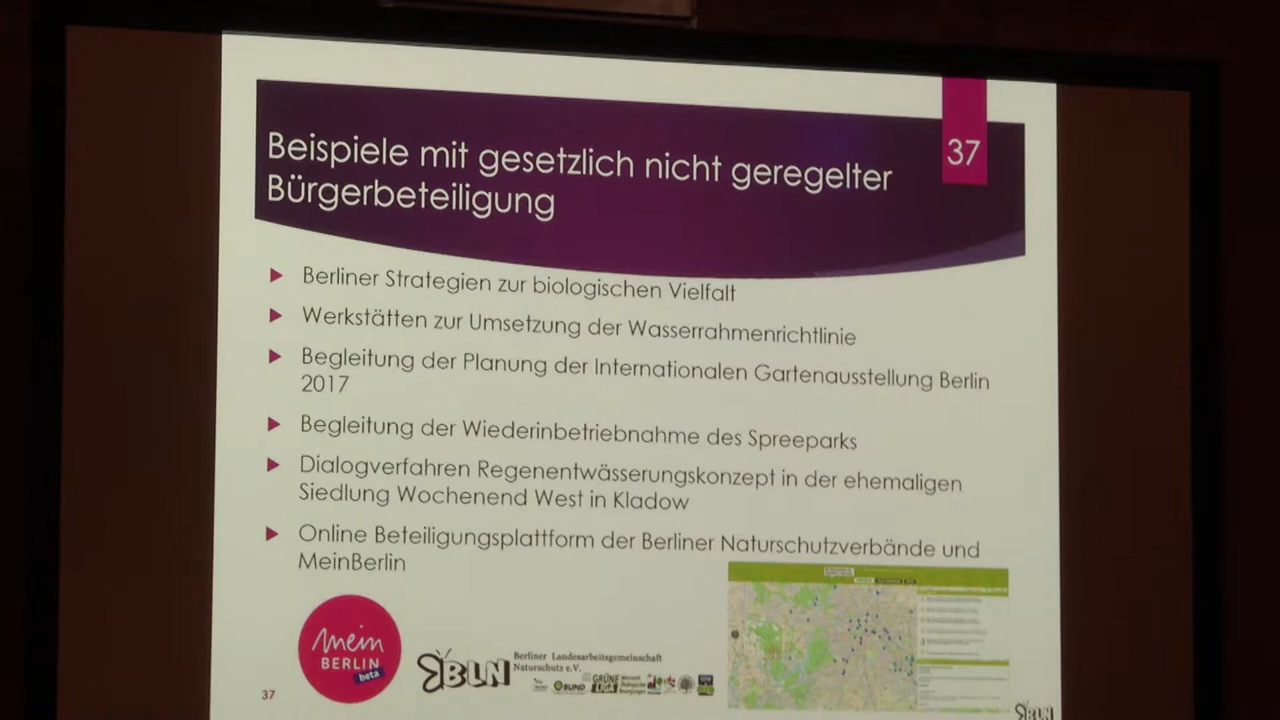 37
Beispiele mit gesetzlich nicht geregelter
Bürgerbeteiligung
Berliner Strategien zur biologischen Vielfalt
Werkstätten zur Umsetzung der Wasserrahmenrichtlinie
Begleitung der Planung der Internationalen Gartenausstellung Berlin
2017
Begleitung der Wiederinbetriebnahme des Spreeparks
Dialogverfahren Regenentwässerungskonzept in der ehemaligen
Siedlung Wochenend West in Kladow
Online Beteiligungsplattform der Berliner Naturschutzverbände und
MeinBerlin
mein
BERLIN
beta
BLN
Berliner Landesarbeitsgemeinschaft
Naturschutz e.V.
BUND
GRÜNE
LIGA
37
BLN